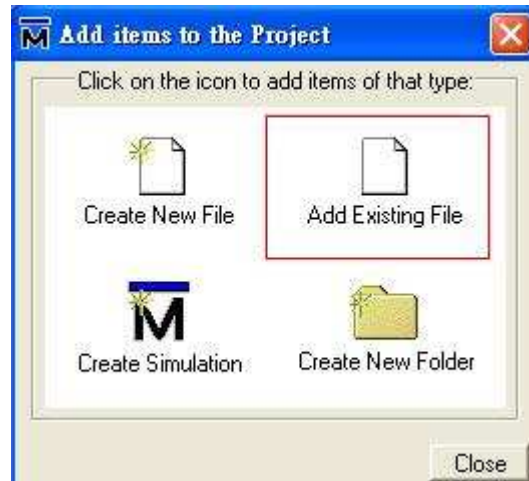 Add items to the Project
Click on the icon to add items of that type:
Create New File
Add Existing File
Create Simulation
Create New Folder
Close